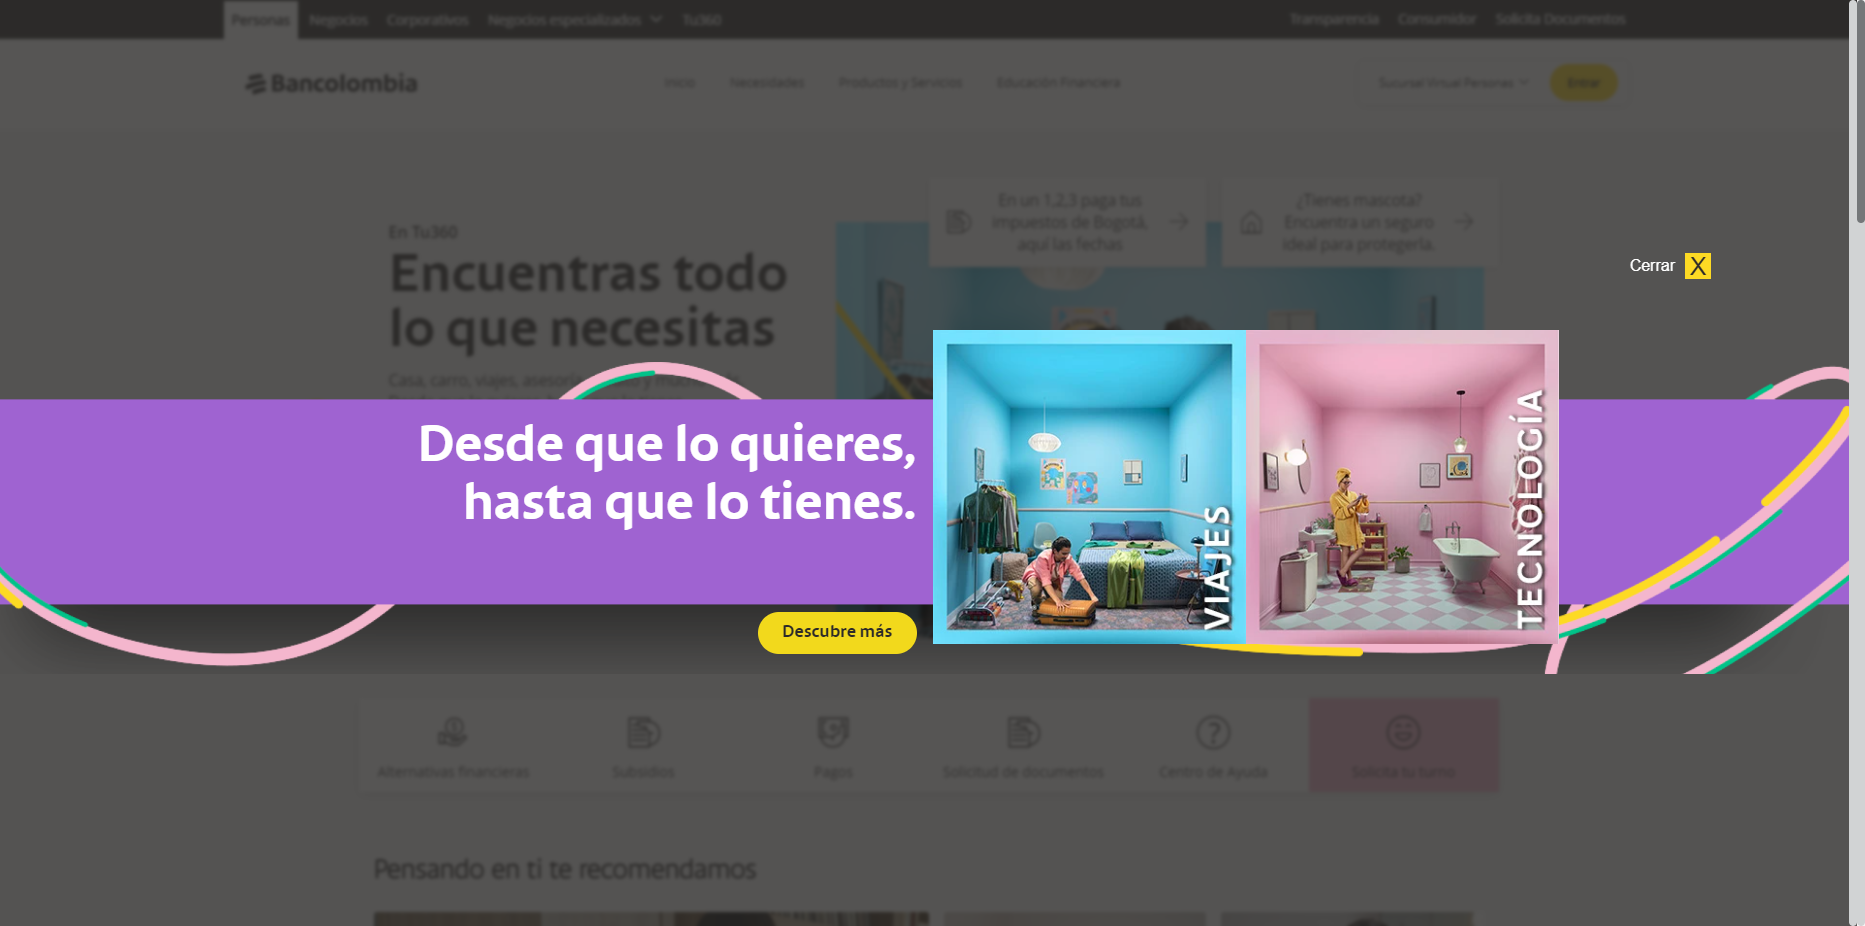 Personas Negocios Corporativos Negocios especializados Tu360 Transparencia Consumidor Solicita Documentos
Bancolombia Inicio Necesidades Productos y Servicios Educación Financiera Sucursal Virtual Personas Entrar
En un 1,2,3 paga tus
impuestos de Bogotá,
aquí las fechas
¿Tienes mascota?
Encuentra un seguro
ideal para protegerla.
En Tu360
Encuentras todo
lo que necesitas
Casa, carro, viajes,
Cerrar X
Desde que lo quieres,
hasta que lo tienes.
Descubre más
VIAJES
TECNOLOGÍA
Alternativas financieras
Subsidios
Pagos
Solicitud de documentos
Centro de Ayuda
Solicita tu turno
Pensando en ti te recomendamos